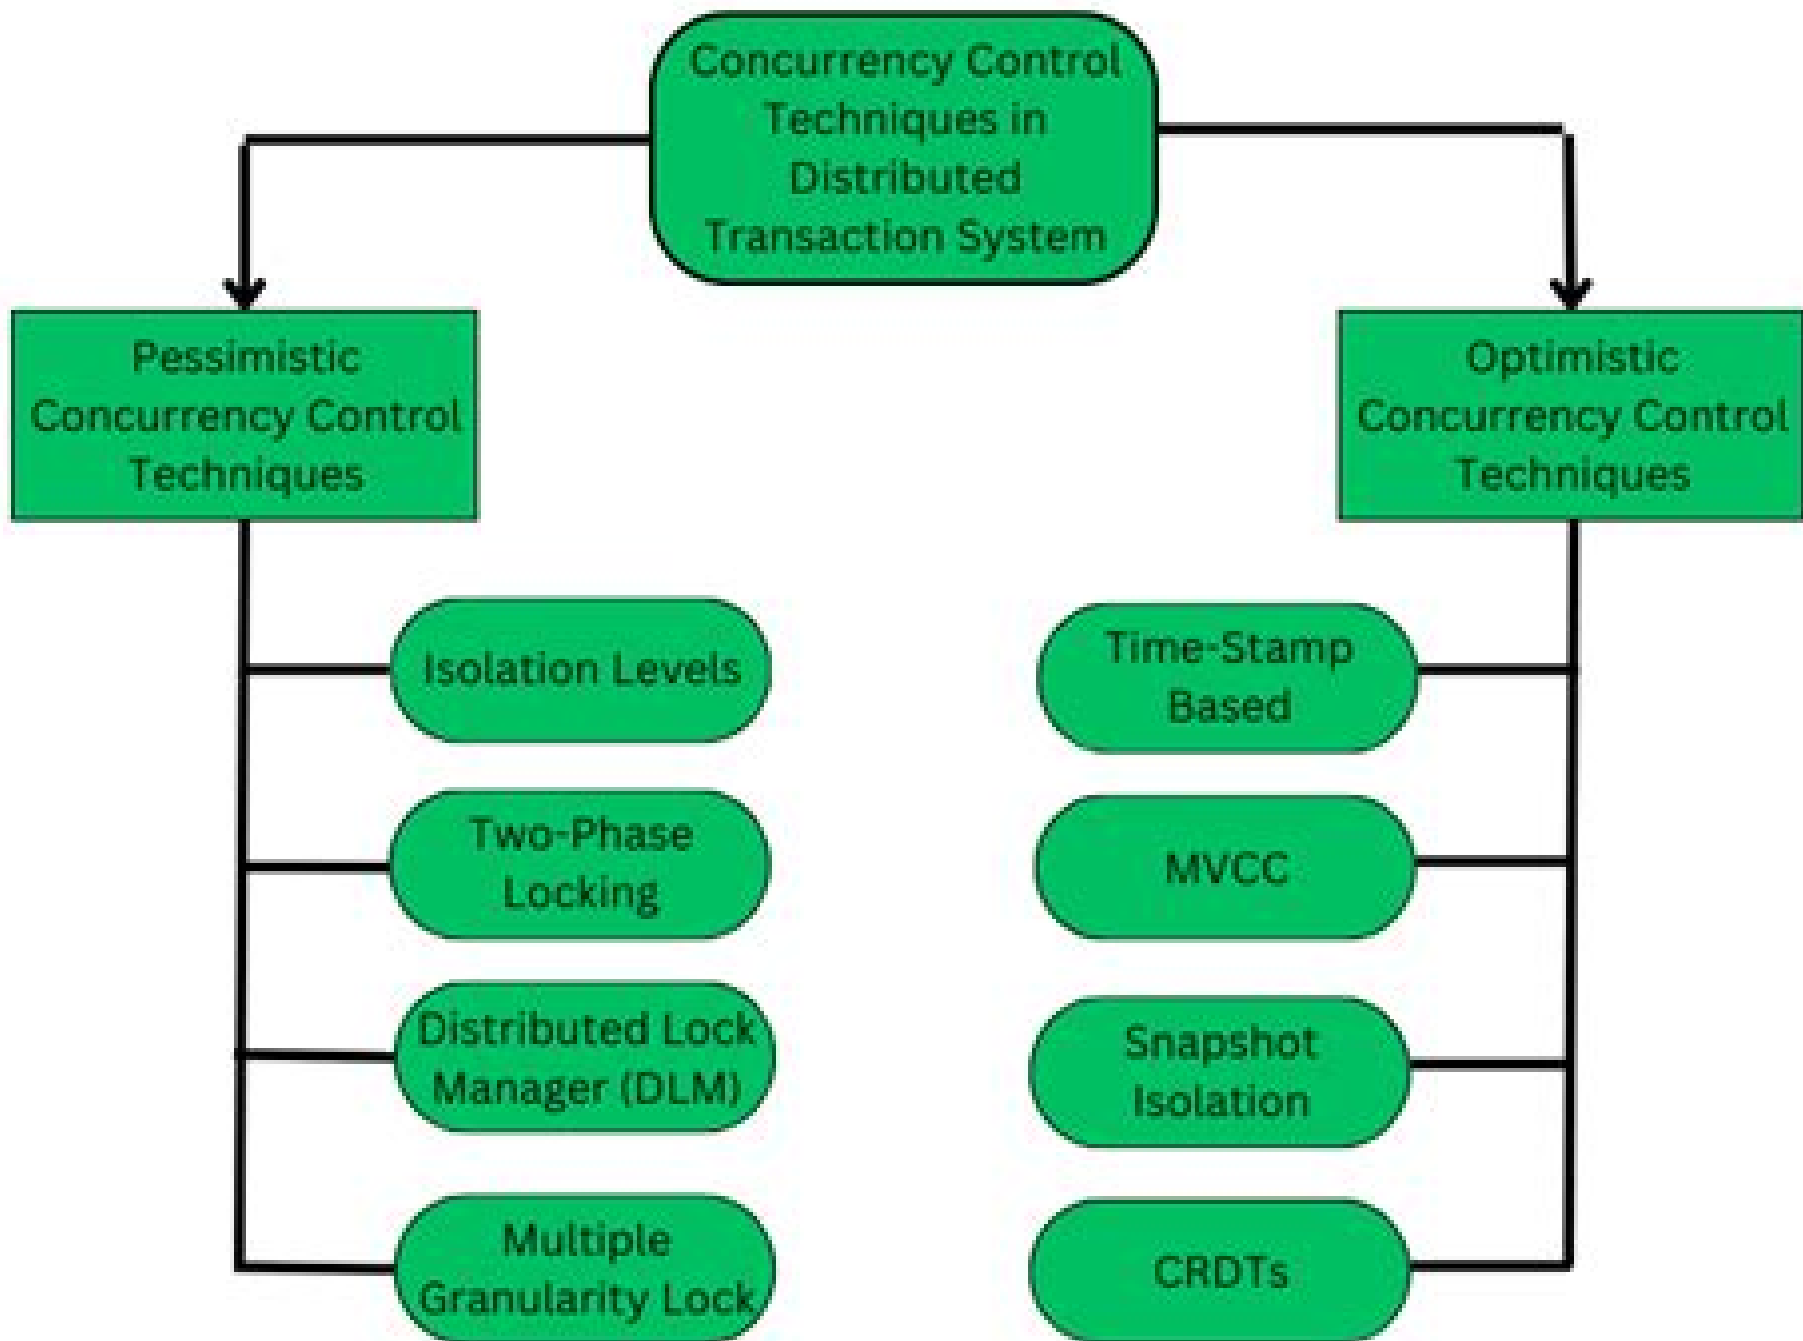 Concurrency Control
Techniques in
Distributed
Transaction System
Pessimistic
Concurrency Control
Techniques
Optimistic
Concurrency Control
Techniques
Isolation Levels
Two-Phase
Locking
Distributed Lock
Manager (DLM)
Multiple
Granularity Lock
Time-Stamp
Based
MVCC
Snapshot
Isolation
CRDTs